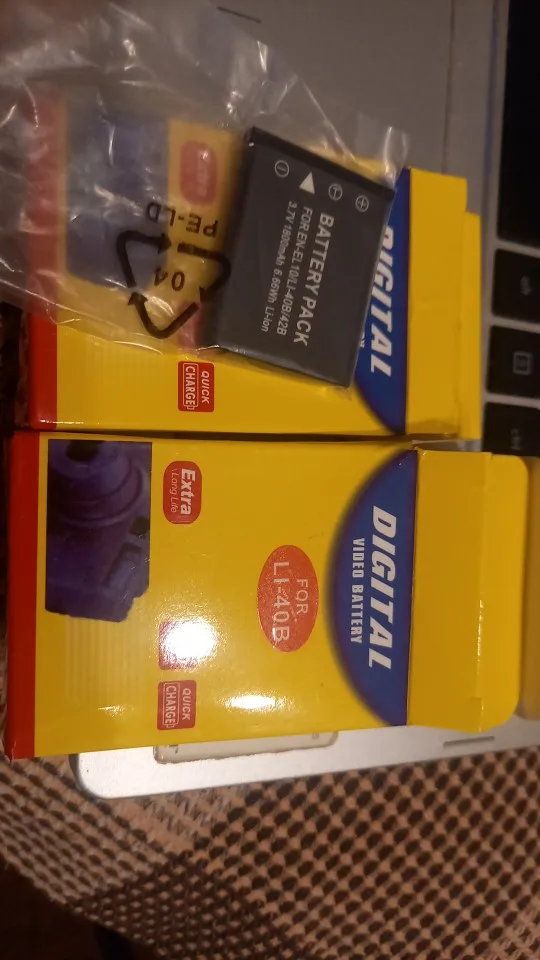 BATTERY PACK
FOR EN-EL10/LI-40B/42B
3.7V 1800mAh 6.66Wh Li-ion
PE-LD
04
DIGITAL
QUICK
CHARGE
DIGITAL
VIDEO BATTERY
FOR
LI-40B
Extra
Long Life
QUICK
CHARGE